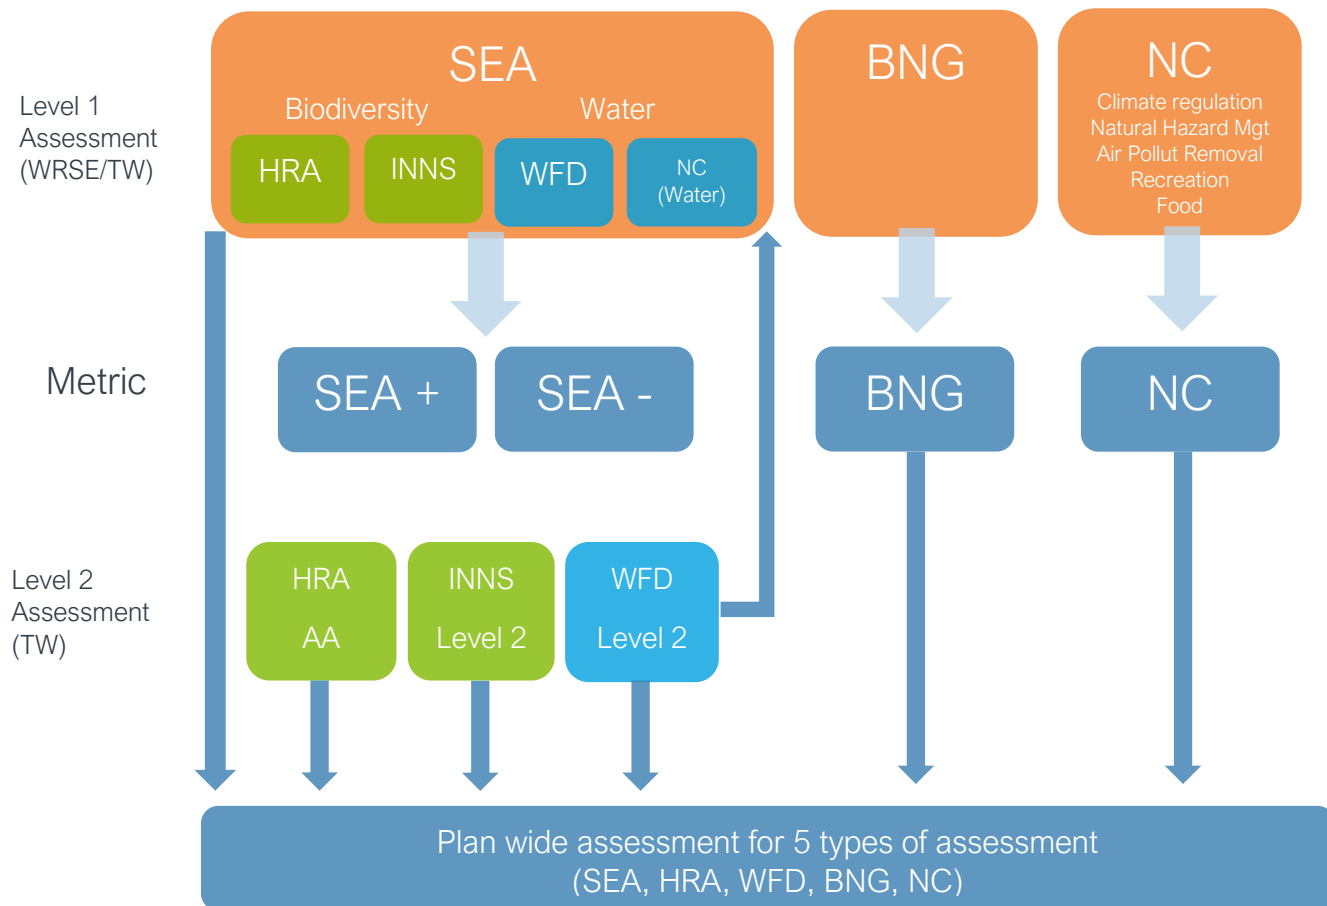 Level 1
Assessment
(WRSE/TW)
SEA
Biodiversity
Water
HRA
INNS
WFD
NC
(Water)
BNG
NC
Climate regulation
Natural Hazard Mgt
Air Pollut Removal
Recreation
Food
Metric
SEA +
SEA -
BNG
NC
Level 2
Assessment
(TW)
HRA
AA
INNS
Level 2
WFD
Level 2
Plan wide assessment for 5 types of assessment
(SEA, HRA, WFD, BNG, NC)